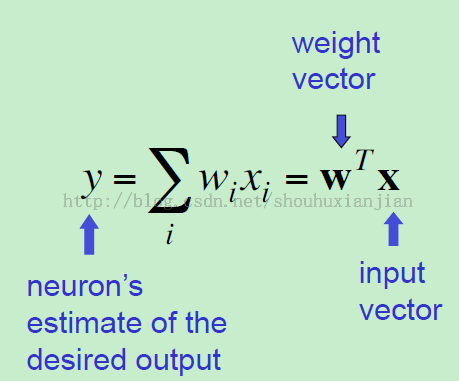 weight
vector
y = ∑ w_i x_i = w^T x
i
http://blog.csdn.net/shouhuxianjian
neuron's
estimate of the
desired output
input
vector